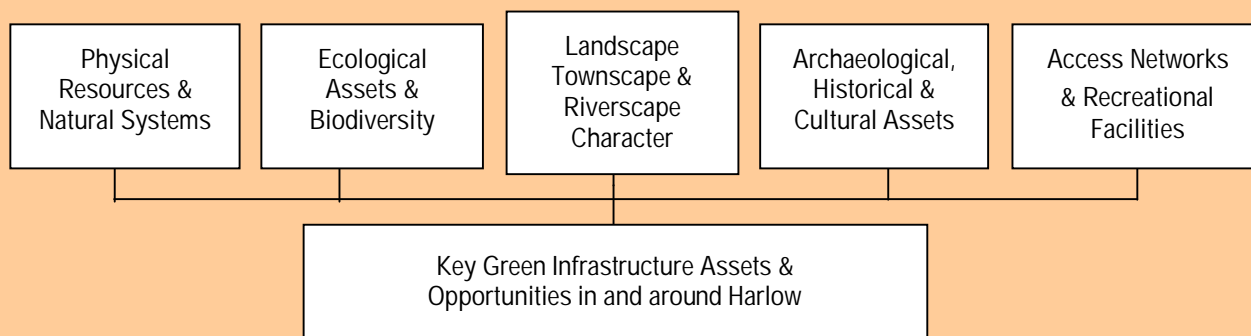 Physical
Resources &
Natural Systems
Ecological
Assets &
Biodiversity
Landscape
Townscape &
Riverscape
Character
Archaeological,
Historical &
Cultural Assets
Access Networks
& Recreational
Facilities
Key Green Infrastructure Assets &
Opportunities in and around Harlow